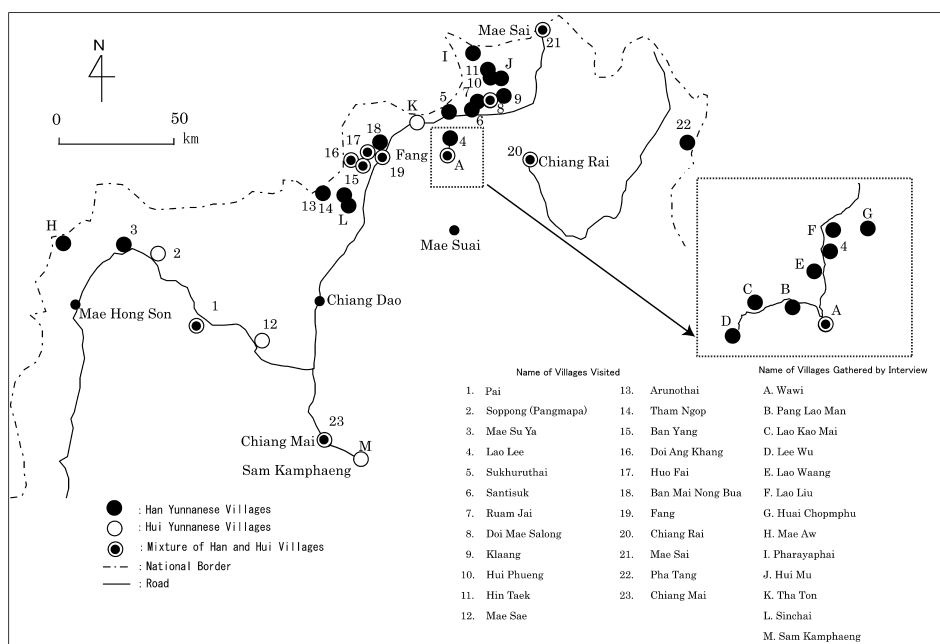 N
0 50
km
Mae Sai
21
I
11
J
10
7
9
8
5
6
K
4
A
18
17
16
Fang
19
15
13
14
L
20
Chiang Rai
22
Mae Suai
H
3
2
Mae Hong Son
1
12
Chiang Dao
23
Chiang Mai
M
Sam Kamphaeng
F
G
4
E
C
B
D
A
: Han Yunnanese Villages
: Hui Yunnanese Villages
: Mixture of Han and Hui Villages
: National Border
: Road
Name of Villages Visited
1. Pai
2. Soppong (Pangmapa)
3. Mae Su Ya
4. Lao Lee
5. Sukhuruthai
6. Santisuk
7. Ruam Jai
8. Doi Mae Salong
9. Klaang
10. Hui Phueng
11. Hin Taek
12. Mae Sae
13. Arunothai
14. Tham Ngop
15. Ban Yang
16. Doi Ang Khang
17. Huo Fai
18. Ban Mai Nong Bua
19. Fang
20. Chiang Rai
21. Mae Sai
22. Pha Tang
23. Chiang Mai
Name of Villages Gathered by Interview
A. Wawi
B. Pang Lao Man
C. Lao Kao Mai
D. Lee Wu
E. Lao Waang
F. Lao Liu
G. Huai Chopmphu
H. Mae Aw
I. Pharayaphai
J. Hui Mu
K. Tha Ton
L. Sinchai
M. Sam Kamphaeng